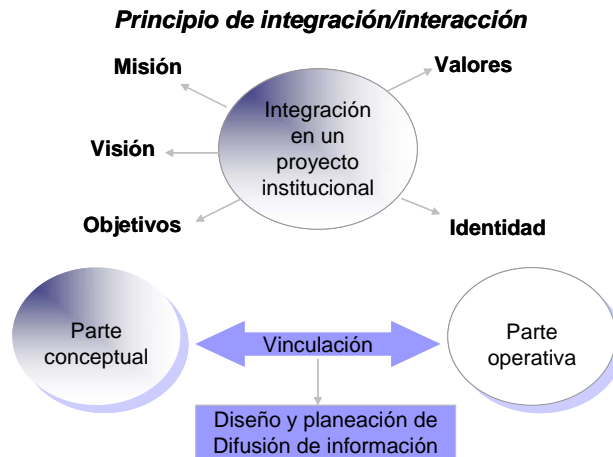 Principio de integración/interacción
Misión
Valores
Integración
en un
proyecto
institucional
Visión
Objetivos
Identidad
Parte
conceptual
Vinculación
Parte
operativa
Diseño y planeación de
Difusión de información